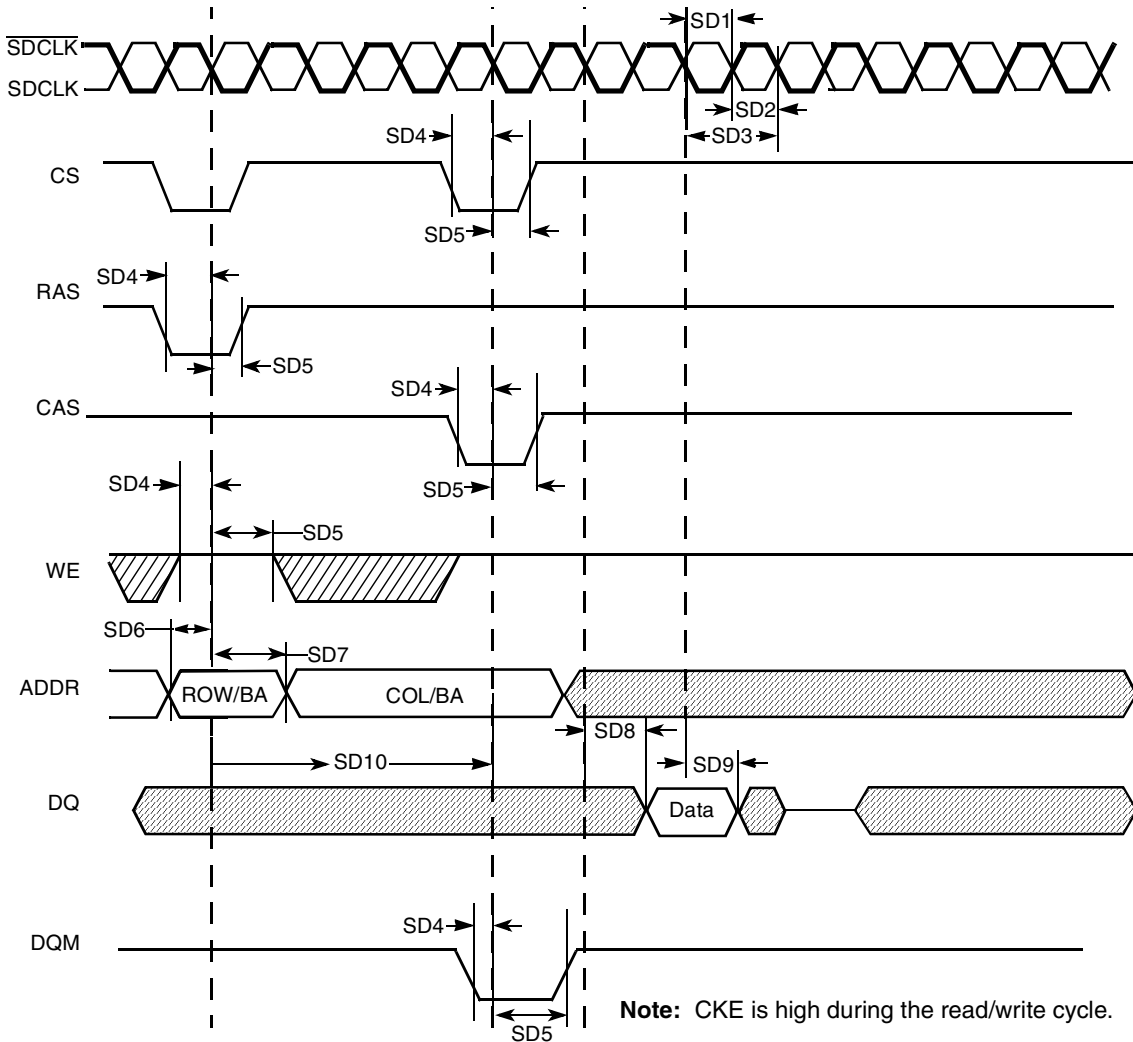 SD1
SDCLK
SDCLK
SD2
SD4
SD3
CS
SD5
SD4
RAS
SD5
SD4
CAS
SD4
SD5
SD5
WE
SD6
SD7
ADDR
ROW/BA
COL/BA
SD8
SD10
SD9
DQ
Data
SD4
DQM
Note: CKE is high during the read/write cycle.
SD5